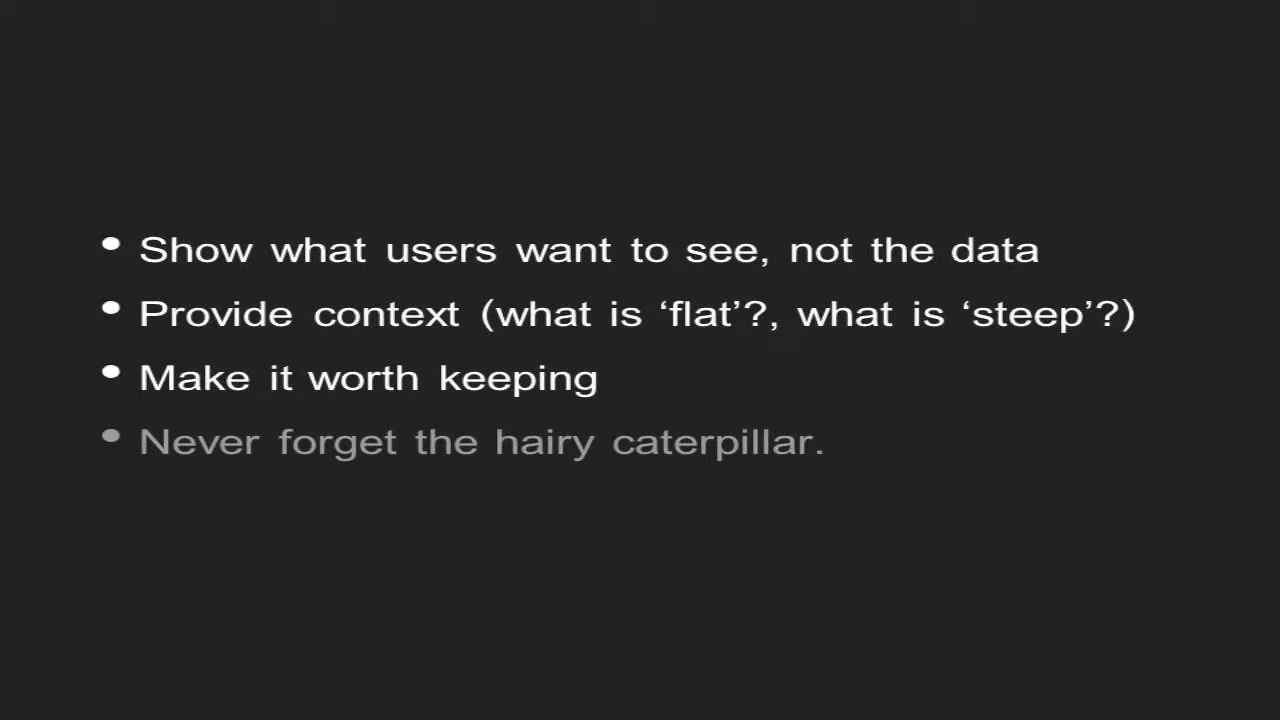 • Show what users want to see, not the data
• Provide context (what is ‘flat’?, what is ‘steep’?)
• Make it worth keeping
• Never forget the hairy caterpillar.